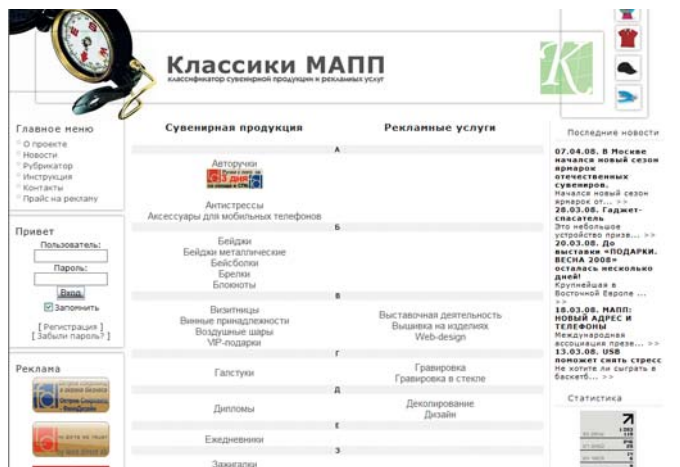 Классики МАПП
классификатор сувенирной продукции и рекламных услуг
Главное меню
О проекте
Новости
Рубрикатор
Инструкция
Контакты
Прайс на рекламу
Привет
Пользователь:
Пароль:
Вход
Запомнить
[ Регистрация ]
[ Забыли пароль? ]
Реклама
Сувенирная продукция
Рекламные услуги
А
Авторучки
3 дня
Антистрессы
Аксессуары для мобильных телефонов
Б
Бейджи
Бейджи металлические
Бейсболки
Брелки
Блокноты
В
Визитницы
Винные принадлежности
Воздушные шары
VIP-подарки
Выставочная деятельность
Вышивка на изделиях
Web-design
Г
Галстуки
Гравировка
Гравировка в стекле
Д
Дипломы
Деколирование
Дизайн
Е
Ежедневники
З
Зажигалки
Последние новости
07.04.08. В Москве
начался новый сезон
ярмарок
отечественных
сувениров.
Начался новый сезон
ярмарок от... >>
28.03.08. Гаджет-
спасатель
Это небольшое
устройство призв... >>
20.03.08. До
выставки «ПОДАРКИ.
ВЕСНА 2008»
осталась несколько
дней!
Крупнейшая в
Восточной Европе ...
>>
18.03.08. МАПП:
НОВЫЙ АДРЕС И
ТЕЛЕФОНЫ
Международная
ассоциация презе... >>
13.03.08. USB
поможет снять стресс
Не хотите ли сыграть в
баскетб... >>
Статистика